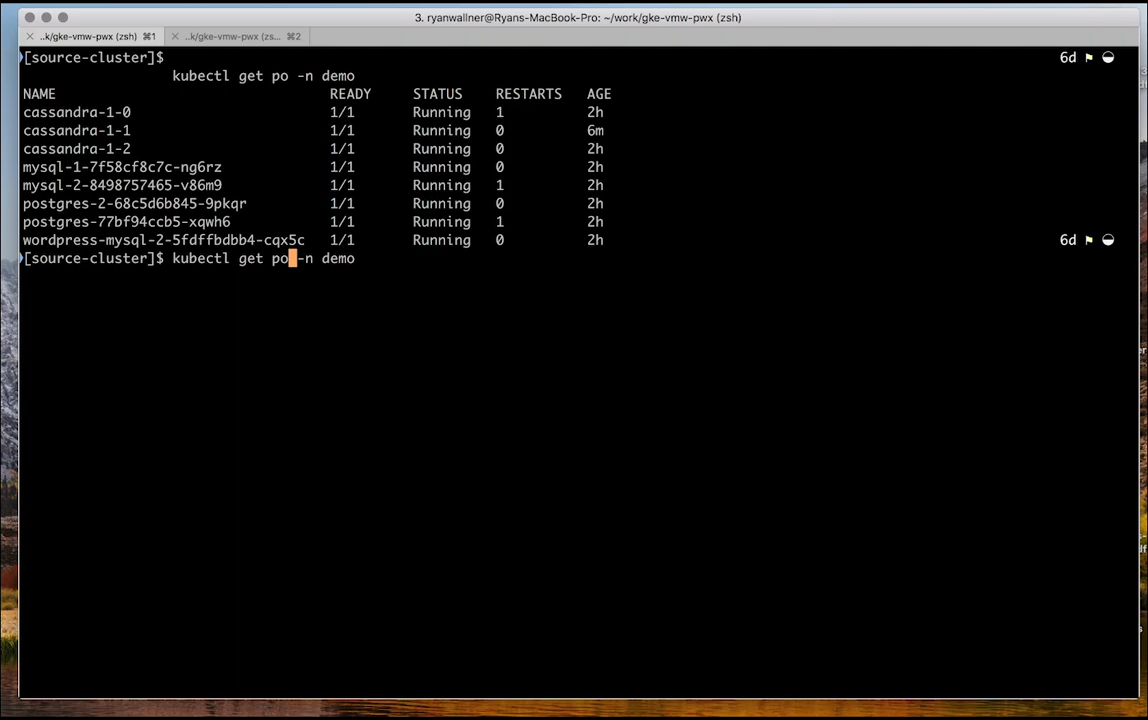 3. ryanwallner@Ryans-MacBook-Pro: ~/work/gke-vmw-pwx (zsh)
..k/gke-vmw-pwx (zsh) ⌘1
..k/gke-vmw-pwx (zs... ⌘2
[source-cluster]$ 6d
kubectl get po -n demo
NAME READY STATUS RESTARTS AGE
cassandra-1-0 1/1 Running 1 2h
cassandra-1-1 1/1 Running 0 6m
cassandra-1-2 1/1 Running 0 2h
mysql-1-7f58cf8c7c-ng6rz 1/1 Running 0 2h
mysql-2-8498757465-v86m9 1/1 Running 1 2h
postgres-2-68c5d6b845-9pkqr 1/1 Running 0 2h
postgres-77bf94ccb5-xqwh6 1/1 Running 1 2h
wordpress-mysql-2-5fdffbdbb4-cqx5c 1/1 Running 0 2h 6d
[source-cluster]$ kubectl get po -n demo